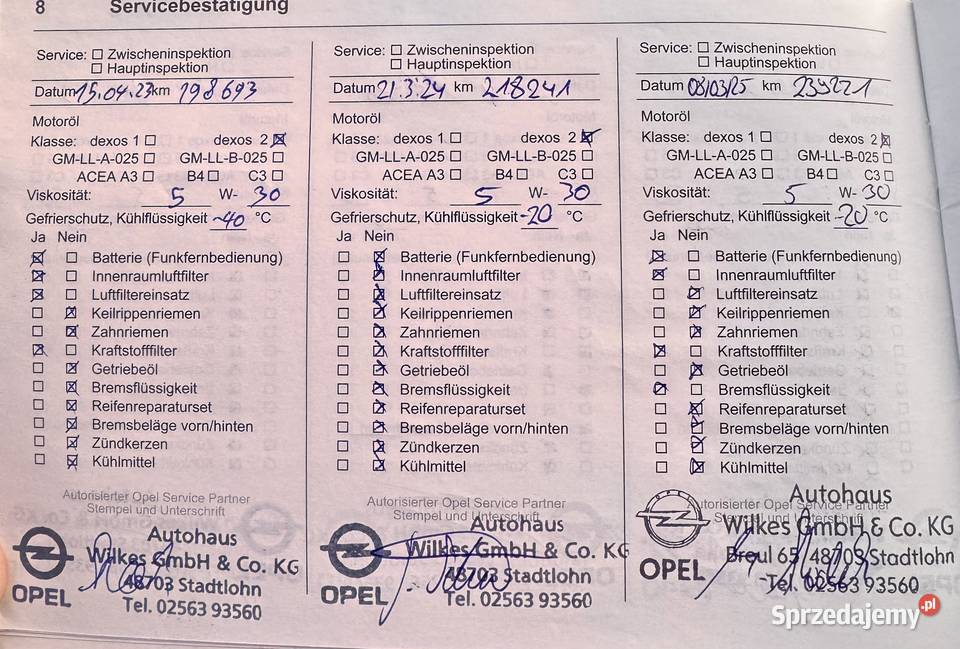 8 Servicebestätigung
Service: Zwischeninspektion
Hauptinspektion
Datum 15.04.23 km 198693
Motoröl
Klasse: dexos 1 dexos 2
GM-LL-A-025 GM-LL-B-025
ACEA A3 B4 C3
Viskosität: 5 W- 30
Gefrierschutz, Kühlflüssigkeit -40 °C
Ja Nein
Batterie (Funkfernbedienung)
Innenraumluftfilter
Luftfiltereinsatz
Keilrippenriemen
Zahnriemen
Kraftstofffilter
Getriebeöl
Bremsflüssigkeit
Reifenreparaturset
Bremsbeläge vorn/hinten
Zündkerzen
Kühlmittel
Autorisierter Opel Service Partner
Stempel und Unterschrift
Autohaus
Wilkes GmbH & Co. KG
48703 Stadtlohn
OPEL Tel. 02563 93560
Service: Zwischeninspektion
Hauptinspektion
Datum 21.3.24 km 218241
Motoröl
Klasse: dexos 1 dexos 2
GM-LL-A-025 GM-LL-B-025
ACEA A3 B4 C3
Viskosität: 5 W- 30
Gefrierschutz, Kühlflüssigkeit -20 °C
Ja Nein
Batterie (Funkfernbedienung)
Innenraumluftfilter
Luftfiltereinsatz
Keilrippenriemen
Zahnriemen
Kraftstofffilter
Getriebeöl
Bremsflüssigkeit
Reifenreparaturset
Bremsbeläge vorn/hinten
Zündkerzen
Kühlmittel
Autorisierter Opel Service Partner
Stempel und Unterschrift
Autohaus
Wilkes GmbH & Co. KG
48703 Stadtlohn
OPEL Tel. 02563 93560
Service: Zwischeninspektion
Hauptinspektion
Datum 08/03/25 km 239221
Motoröl
Klasse: dexos 1 dexos 2
GM-LL-A-025 GM-LL-B-025
ACEA A3 B4 C3
Viskosität: 5 W- 30
Gefrierschutz, Kühlflüssigkeit -20 °C
Ja Nein
Batterie (Funkfernbedienung)
Innenraumluftfilter
Luftfiltereinsatz
Keilrippenriemen
Zahnriemen
Kraftstofffilter
Getriebeöl
Bremsflüssigkeit
Reifenreparaturset
Bremsbeläge vorn/hinten
Zündkerzen
Kühlmittel
Autorisierter Opel Service Partner
Stempel und Unterschrift
Autohaus
Wilkes GmbH & Co. KG
Breul 65, 48703 Stadtlohn
OPEL Tel. 02563 93560
Sprzedajemy.pl